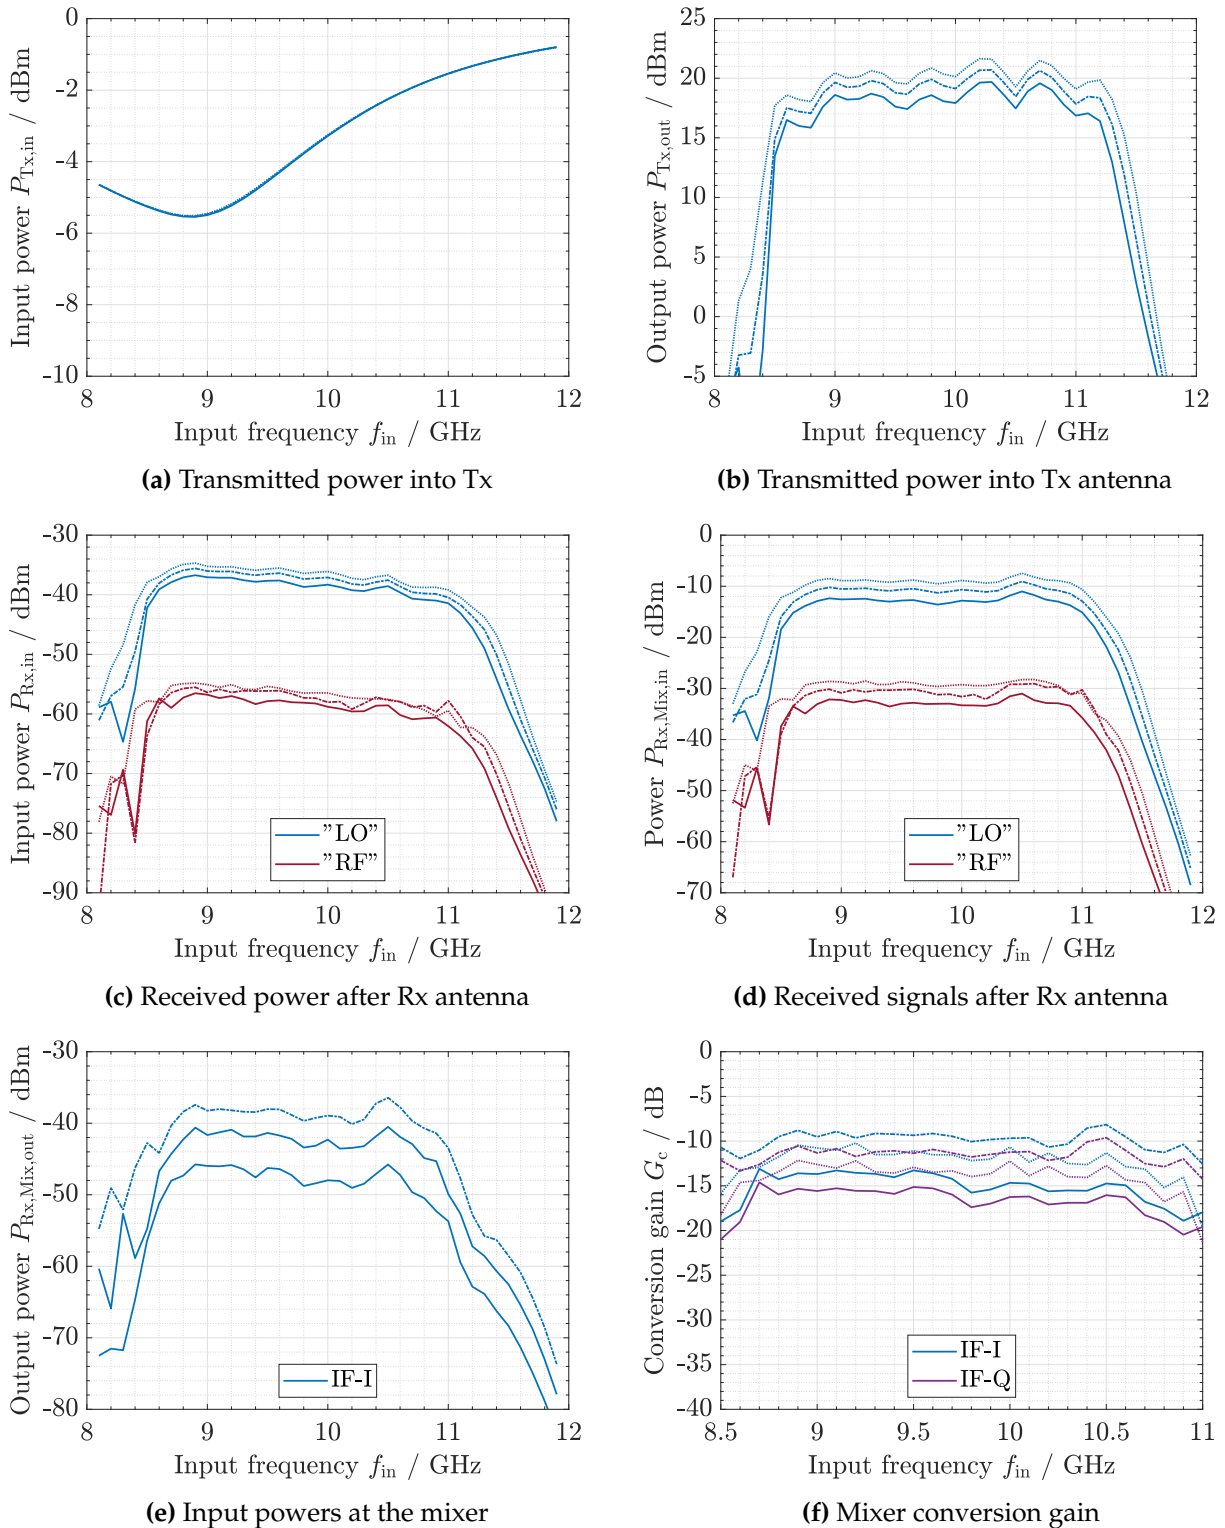 0
-2
-4
-6
-8
-10
8 9 10 11 12
Input power P_Tx,in / dBm
Input frequency f_in / GHz
(a) Transmitted power into Tx
25
20
15
10
5
0
-5
8 9 10 11 12
Output power P_Tx,out / dBm
Input frequency f_in / GHz
(b) Transmitted power into Tx antenna
-30
-40
-50
-60
-70
-80
-90
8 9 10 11 12
Input power P_Rx,in / dBm
"LO"
"RF"
Input frequency f_in / GHz
(c) Received power after Rx antenna
0
-10
-20
-30
-40
-50
-60
-70
8 9 10 11 12
Power P_Rx,Mix,in / dBm
"LO"
"RF"
Input frequency f_in / GHz
(d) Received signals after Rx antenna
-30
-40
-50
-60
-70
-80
8 9 10 11 12
Output power P_Rx,Mix,out / dBm
IF-I
Input frequency f_in / GHz
(e) Input powers at the mixer
0
-5
-10
-15
-20
-25
-30
-35
-40
8.5 9 9.5 10 10.5 11
Conversion gain G_c / dB
IF-I
IF-Q
Input frequency f_in / GHz
(f) Mixer conversion gain